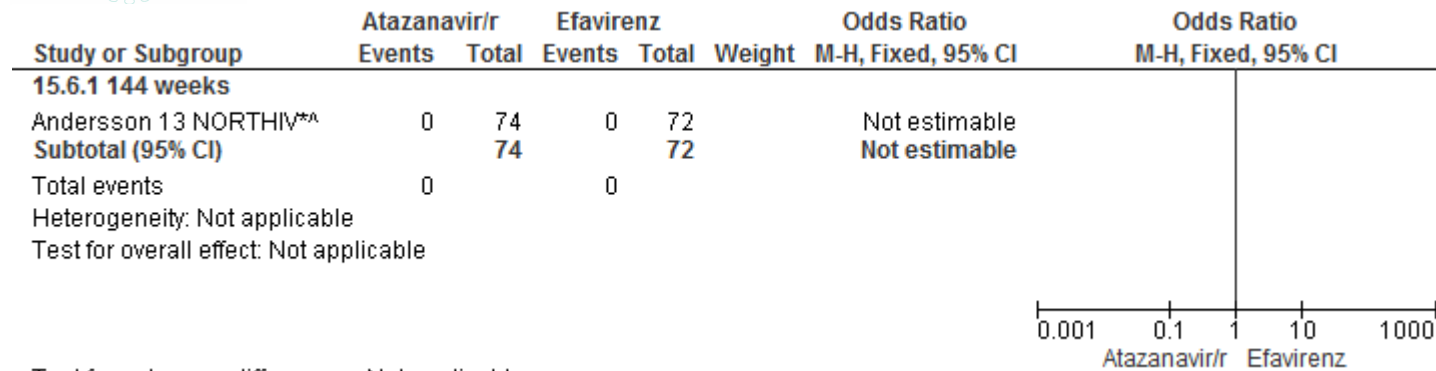 Atazanavir/r Efavirenz Odds Ratio Odds Ratio
Study or Subgroup Events Total Events Total Weight M-H, Fixed, 95% CI M-H, Fixed, 95% CI
15.6.1 144 weeks
Andersson 13 NORTHIV*^ 0 74 0 72 Not estimable
Subtotal (95% CI) 74 72 Not estimable
Total events 0 0
Heterogeneity: Not applicable
Test for overall effect: Not applicable
0.001 0.1 1 10 1000
Atazanavir/r Efavirenz